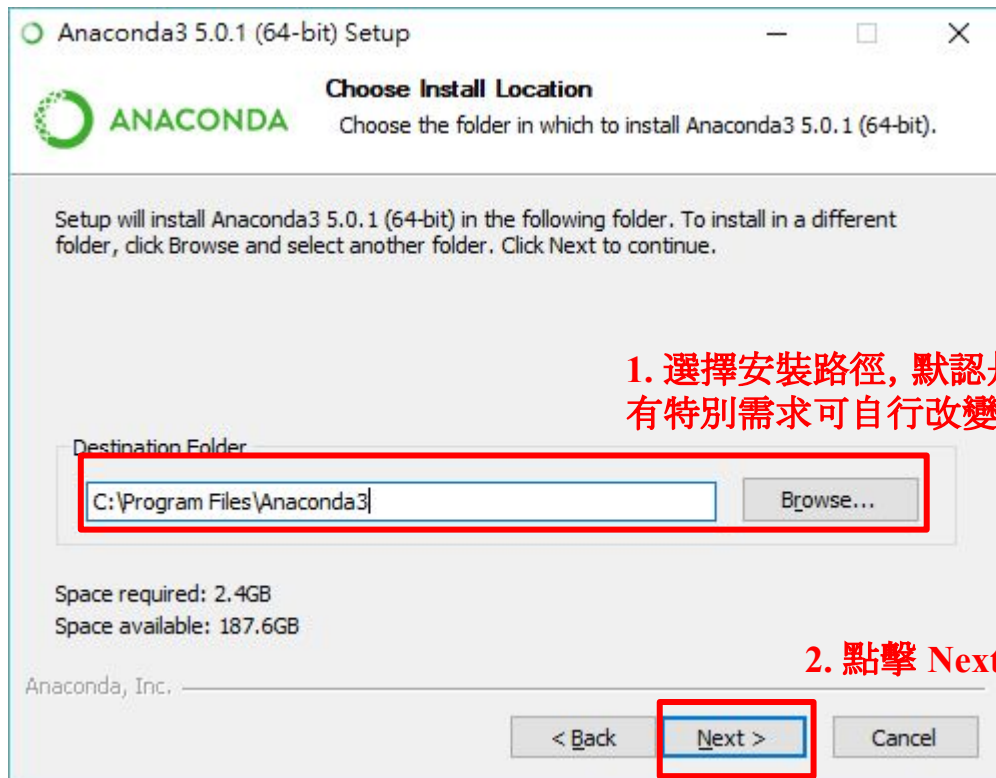 Anaconda3 5.0.1 (64-bit) Setup
ANACONDA
Choose Install Location
Choose the folder in which to install Anaconda3 5.0.1 (64-bit).
Setup will install Anaconda3 5.0.1 (64-bit) in the following folder. To install in a different
folder, click Browse and select another folder. Click Next to continue.
1. 選擇安裝路徑, 默認
有特別需求可自行改變
Destination Folder
C:\Program Files\Anaconda3
Browse...
Space required: 2.4GB
Space available: 187.6GB
2. 點擊 Next
Anaconda, Inc.
< Back
Next >
Cancel